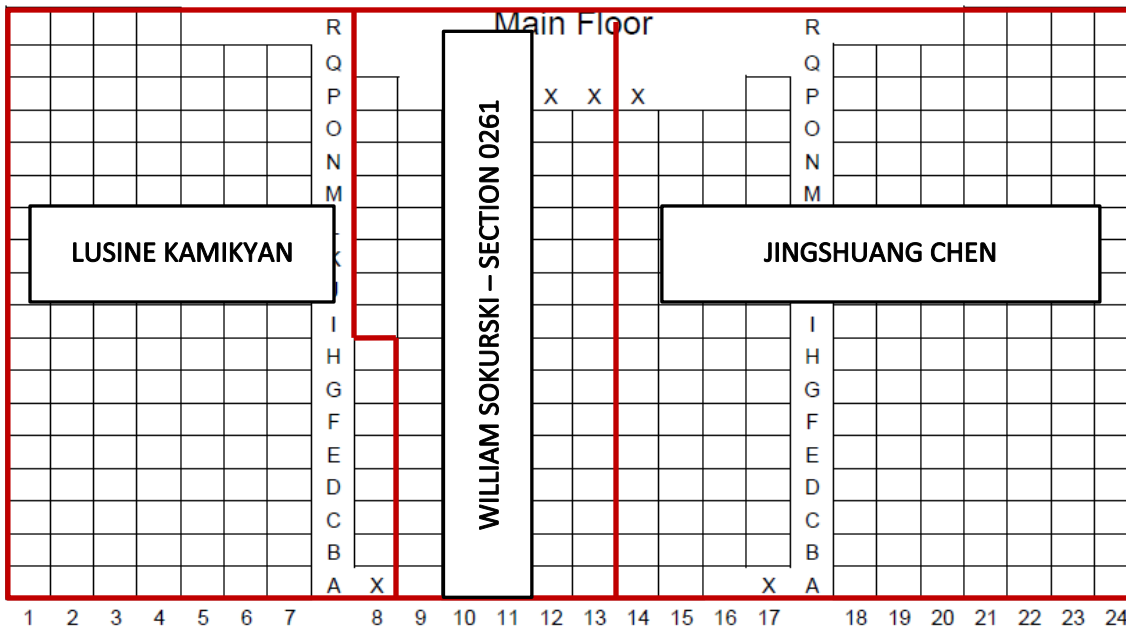 Main Floor
R R
Q Q
P X X X P
O O
N N
M M
LUSINE KAMIKYAN
WILLIAM SOKURSKI – SECTION 0261
JINGSHUANG CHEN
K
I I
H H
G G
F F
E E
D D
C C
B B
A X X A
1 2 3 4 5 6 7 8 9 10 11 12 13 14 15 16 17 18 19 20 21 22 23 24